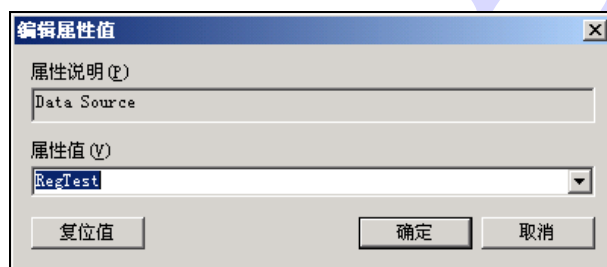 编辑属性值
属性说明(P)
Data Source
属性值(V)
RegTest
复位值 确定 取消